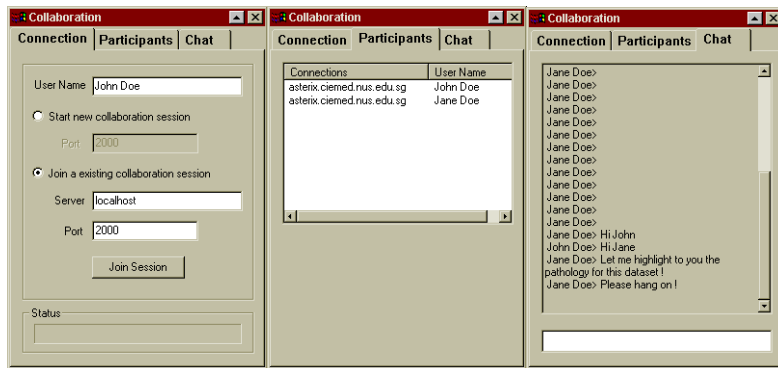 Collaboration
Connection Participants Chat
User Name John Doe
Start new collaboration session
Port 2000
Join a existing collaboration session
Server localhost
Port 2000
Join Session
Status
Collaboration
Connection Participants Chat
Connections User Name
asterix.ciemed.nus.edu.sg John Doe
asterix.ciemed.nus.edu.sg Jane Doe
Collaboration
Connection Participants Chat
Jane Doe>
Jane Doe>
Jane Doe>
Jane Doe>
Jane Doe>
Jane Doe>
Jane Doe>
Jane Doe>
Jane Doe>
Jane Doe>
Jane Doe>
Jane Doe>
Jane Doe>
Jane Doe> Hi John
John Doe> Hi Jane
Jane Doe> Let me highlight to you the
pathology for this dataset !
Jane Doe> Please hang on !